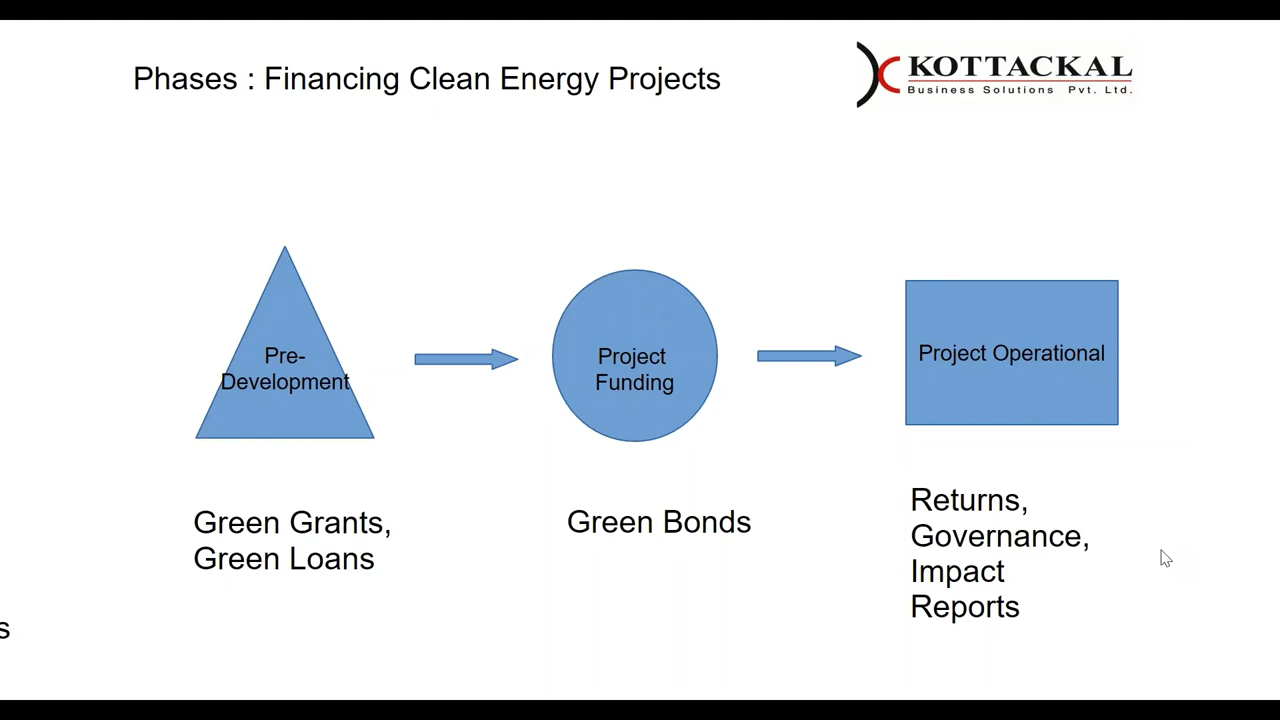 Phases : Financing Clean Energy Projects
KOTTACKAL
Business Solutions Pvt. Ltd.
Pre-
Development
Project
Funding
Project Operational
Green Grants,
Green Loans
Green Bonds
Returns,
Governance,
Impact
Reports
s